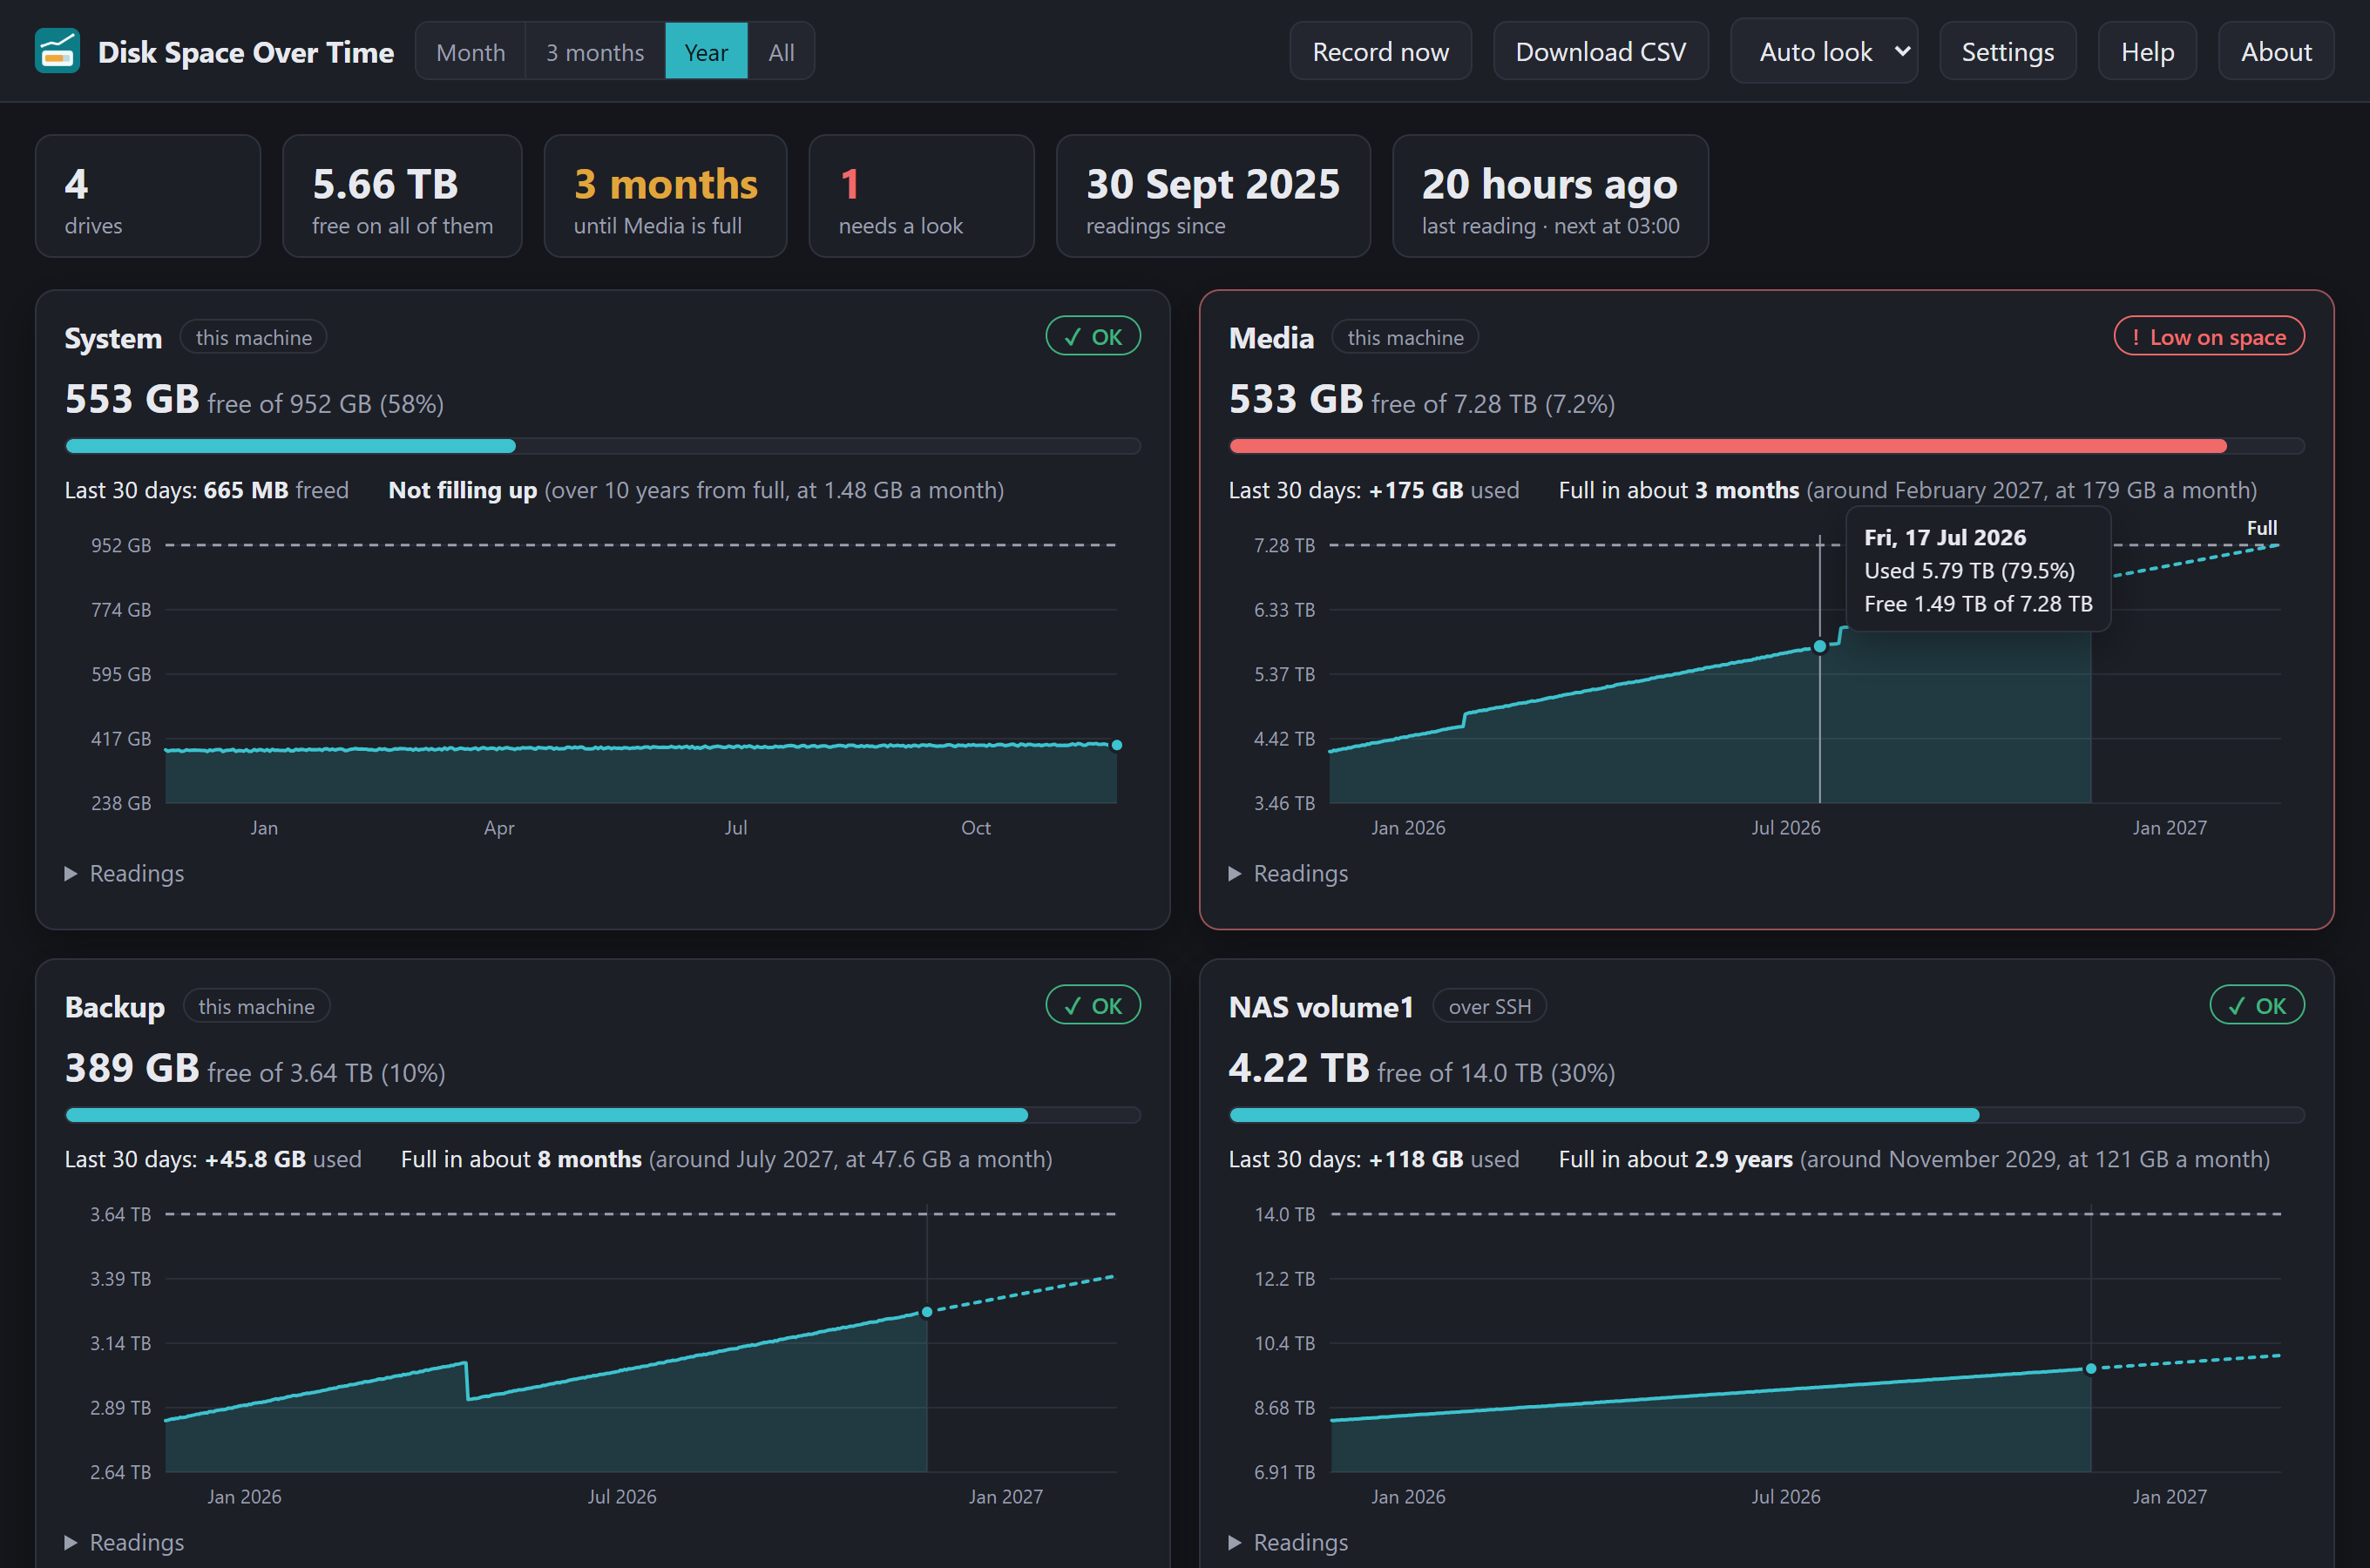 Disk Space Over Time Month 3 months Year All Record now Download CSV Auto look Settings Help About
4
drives
5.66 TB
free on all of them
3 months
until Media is full
1
needs a look
30 Sept 2025
readings since
20 hours ago
last reading · next at 03:00
System this machine ✓ OK
553 GB free of 952 GB (58%)
Last 30 days: 665 MB freed Not filling up (over 10 years from full, at 1.48 GB a month)
952 GB
774 GB
595 GB
417 GB
238 GB
Jan Apr Jul Oct
▶ Readings
Media this machine ! Low on space
533 GB free of 7.28 TB (7.2%)
Last 30 days: +175 GB used Full in about 3 months (around February 2027, at 179 GB a month)
Full
7.28 TB
6.33 TB
5.37 TB
4.42 TB
3.46 TB
Fri, 17 Jul 2026
Used 5.79 TB (79.5%)
Free 1.49 TB of 7.28 TB
Jan 2026 Jul 2026 Jan 2027
▶ Readings
Backup this machine ✓ OK
389 GB free of 3.64 TB (10%)
Last 30 days: +45.8 GB used Full in about 8 months (around July 2027, at 47.6 GB a month)
3.64 TB
3.39 TB
3.14 TB
2.89 TB
2.64 TB
Jan 2026 Jul 2026 Jan 2027
▶ Readings
NAS volume1 over SSH ✓ OK
4.22 TB free of 14.0 TB (30%)
Last 30 days: +118 GB used Full in about 2.9 years (around November 2029, at 121 GB a month)
14.0 TB
12.2 TB
10.4 TB
8.68 TB
6.91 TB
Jan 2026 Jul 2026 Jan 2027
▶ Readings